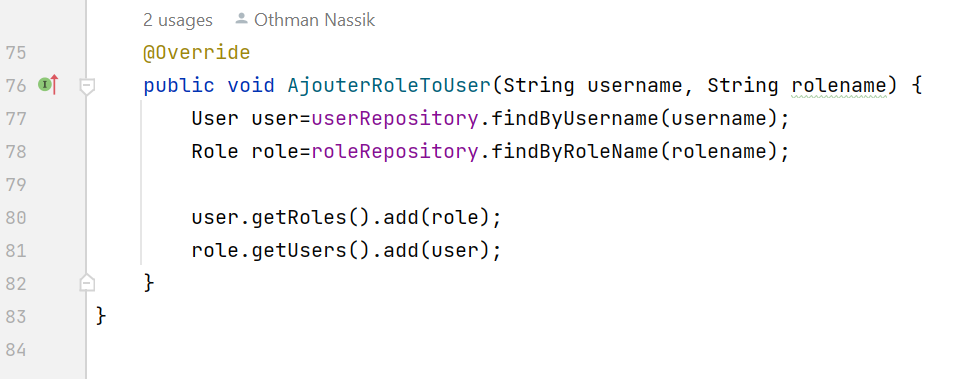 2 usages Othman Nassik
75 @Override
76 I public void AjouterRoleToUser(String username, String rolename) {
77 User user=userRepository.findByUsername(username);
78 Role role=roleRepository.findByRoleName(rolename);
79
80 user.getRoles().add(role);
81 role.getUsers().add(user);
82 }
83 }
84